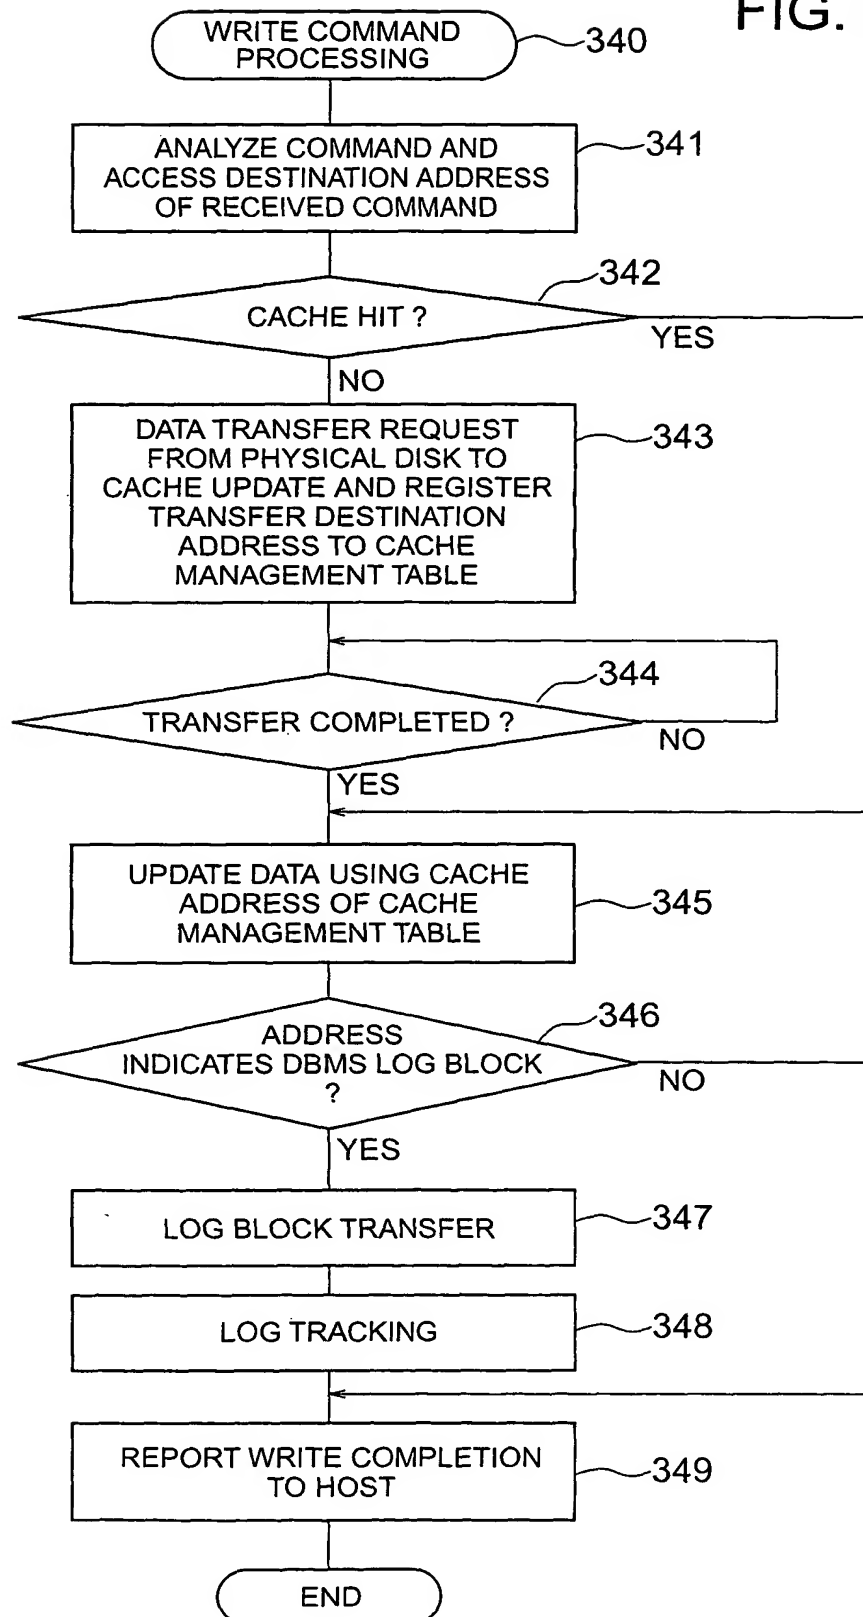 FIG.
WRITE COMMAND
PROCESSING
340
ANALYZE COMMAND AND
ACCESS DESTINATION ADDRESS
OF RECEIVED COMMAND
341
342
CACHE HIT ?
YES
NO
DATA TRANSFER REQUEST
FROM PHYSICAL DISK TO
CACHE UPDATE AND REGISTER
TRANSFER DESTINATION
ADDRESS TO CACHE
MANAGEMENT TABLE
343
344
TRANSFER COMPLETED ?
NO
YES
UPDATE DATA USING CACHE
ADDRESS OF CACHE
MANAGEMENT TABLE
345
346
ADDRESS
INDICATES DBMS LOG BLOCK
?
NO
YES
LOG BLOCK TRANSFER
347
LOG TRACKING
348
REPORT WRITE COMPLETION
TO HOST
349
END